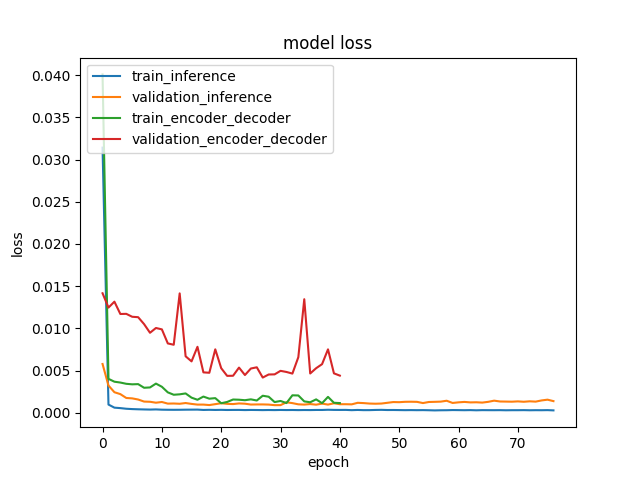 model loss
train_inference
validation_inference
train_encoder_decoder
validation_encoder_decoder
0.040
0.035
0.030
0.025
0.020
0.015
0.010
0.005
0.000
loss
0 10 20 30 40 50 60 70
epoch